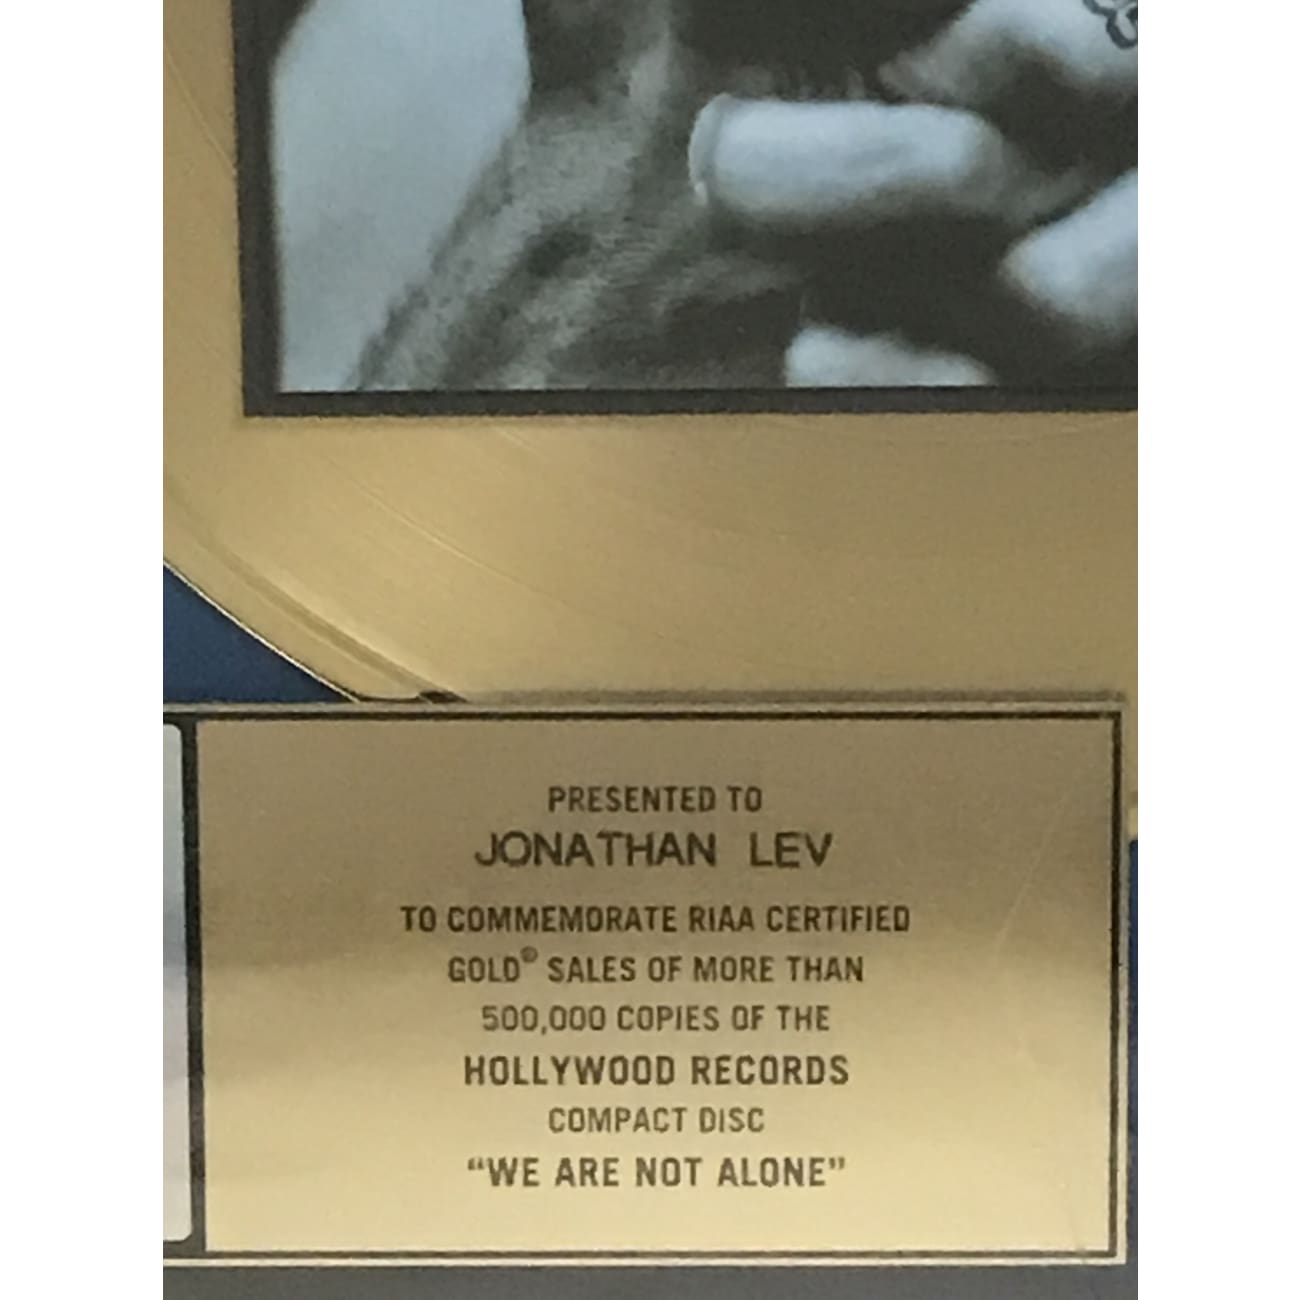 PRESENTED TO
JONATHAN LEV
TO COMMEMORATE RIAA CERTIFIED
GOLD® SALES OF MORE THAN
500,000 COPIES OF THE
HOLLYWOOD RECORDS
COMPACT DISC
“WE ARE NOT ALONE”